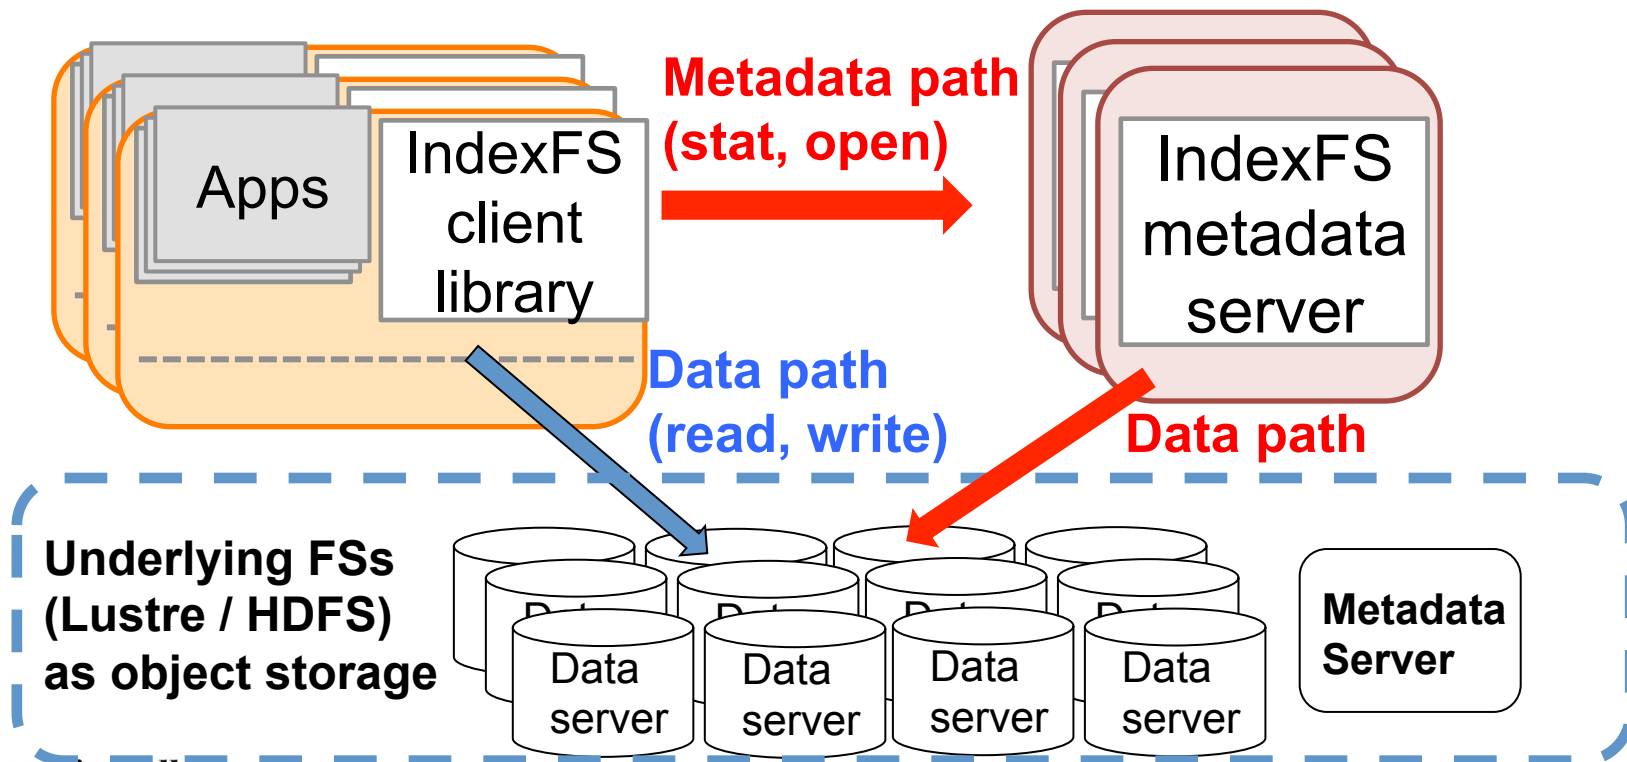 Apps
IndexFS
client
library
Metadata path
(stat, open)
IndexFS
metadata
server
Data path
(read, write)
Data path
Underlying FSs
(Lustre / HDFS)
as object storage
Data
server
Data
server
Data
server
Data
server
Metadata
Server